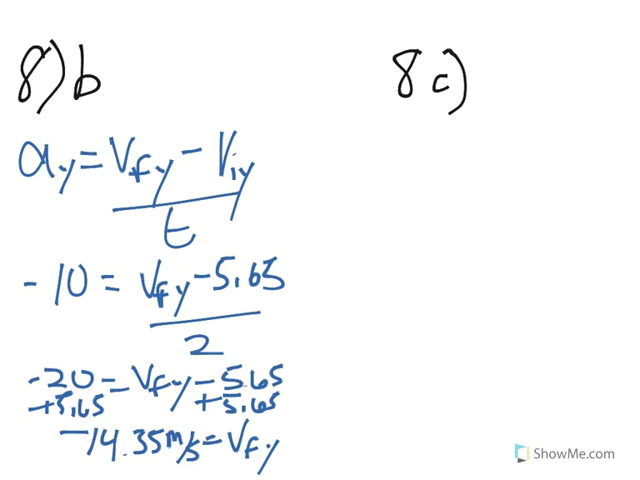 8) b
8 c)
ay = Vfy - Viy
t
-10 = Vfy - 5.65
2
-20 = Vfy - 5.65
+5.65 +5.65
-14.35 m/s = Vfy
ShowMe.com